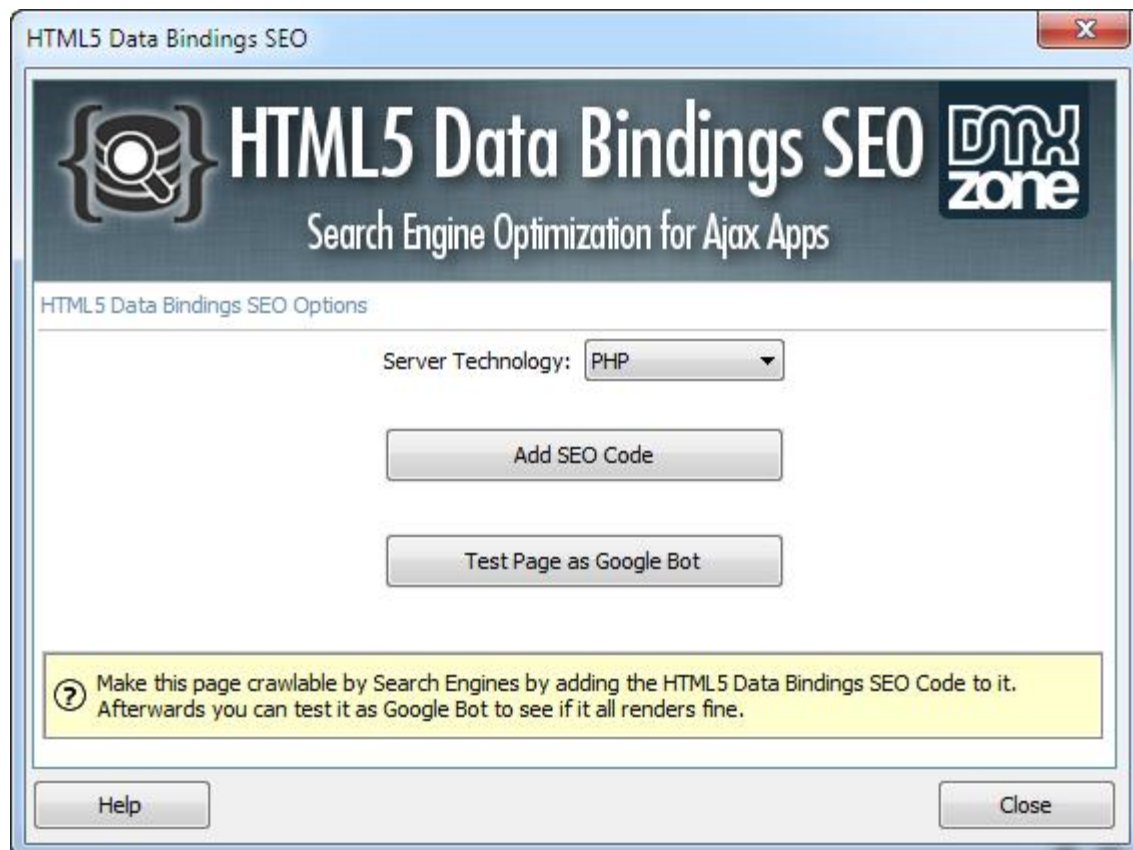 HTML5 Data Bindings SEO
HTML5 Data Bindings SEO
DMX
zone
Search Engine Optimization for Ajax Apps
HTML5 Data Bindings SEO Options
Server Technology: PHP
Add SEO Code
Test Page as Google Bot
Make this page crawlable by Search Engines by adding the HTML5 Data Bindings SEO Code to it.
Afterwards you can test it as Google Bot to see if it all renders fine.
Help
Close